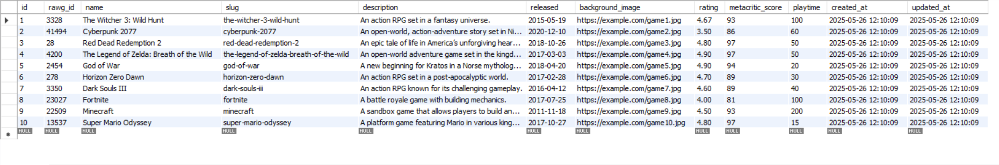 id rawg_id name slug description released background_image rating metacritic_score playtime created_at updated_at
1 3328 The Witcher 3: Wild Hunt the-witcher-3-wild-hunt An action RPG set in a fantasy universe. 2015-05-19 https://example.com/game1.jpg 4.67 93 100 2025-05-26 12:10:09 2025-05-26 12:10:09
2 41494 Cyberpunk 2077 cyberpunk-2077 An open-world, action-adventure story set in Ni... 2020-12-10 https://example.com/game2.jpg 3.50 86 60 2025-05-26 12:10:09 2025-05-26 12:10:09
3 28 Red Dead Redemption 2 red-dead-redemption-2 An epic tale of life in America's unforgiving hear... 2018-10-26 https://example.com/game3.jpg 4.80 97 50 2025-05-26 12:10:09 2025-05-26 12:10:09
4 4200 The Legend of Zelda: Breath of the Wild the-legend-of-zelda-breath-of-the-wild An open-world adventure game set in the kingd... 2017-03-03 https://example.com/game4.jpg 4.90 97 50 2025-05-26 12:10:09 2025-05-26 12:10:09
5 2454 God of War god-of-war A new beginning for Kratos in a Norse mytholog... 2018-04-20 https://example.com/game5.jpg 4.90 94 20 2025-05-26 12:10:09 2025-05-26 12:10:09
6 278 Horizon Zero Dawn horizon-zero-dawn An action RPG set in a post-apocalyptic world. 2017-02-28 https://example.com/game6.jpg 4.70 89 30 2025-05-26 12:10:09 2025-05-26 12:10:09
7 3350 Dark Souls III dark-souls-iii An action RPG known for its challenging gameplay. 2016-04-12 https://example.com/game7.jpg 4.60 89 40 2025-05-26 12:10:09 2025-05-26 12:10:09
8 23027 Fortnite fortnite A battle royale game with building mechanics. 2017-07-25 https://example.com/game8.jpg 4.00 81 100 2025-05-26 12:10:09 2025-05-26 12:10:09
9 22509 Minecraft minecraft A sandbox game that allows players to build an... 2011-11-18 https://example.com/game9.jpg 4.50 93 200 2025-05-26 12:10:09 2025-05-26 12:10:09
10 13537 Super Mario Odyssey super-mario-odyssey A platform game featuring Mario in various king... 2017-10-27 https://example.com/game10.jpg 4.80 97 15 2025-05-26 12:10:09 2025-05-26 12:10:09
NULL NULL NULL NULL NULL NULL NULL NULL NULL NULL NULL NULL